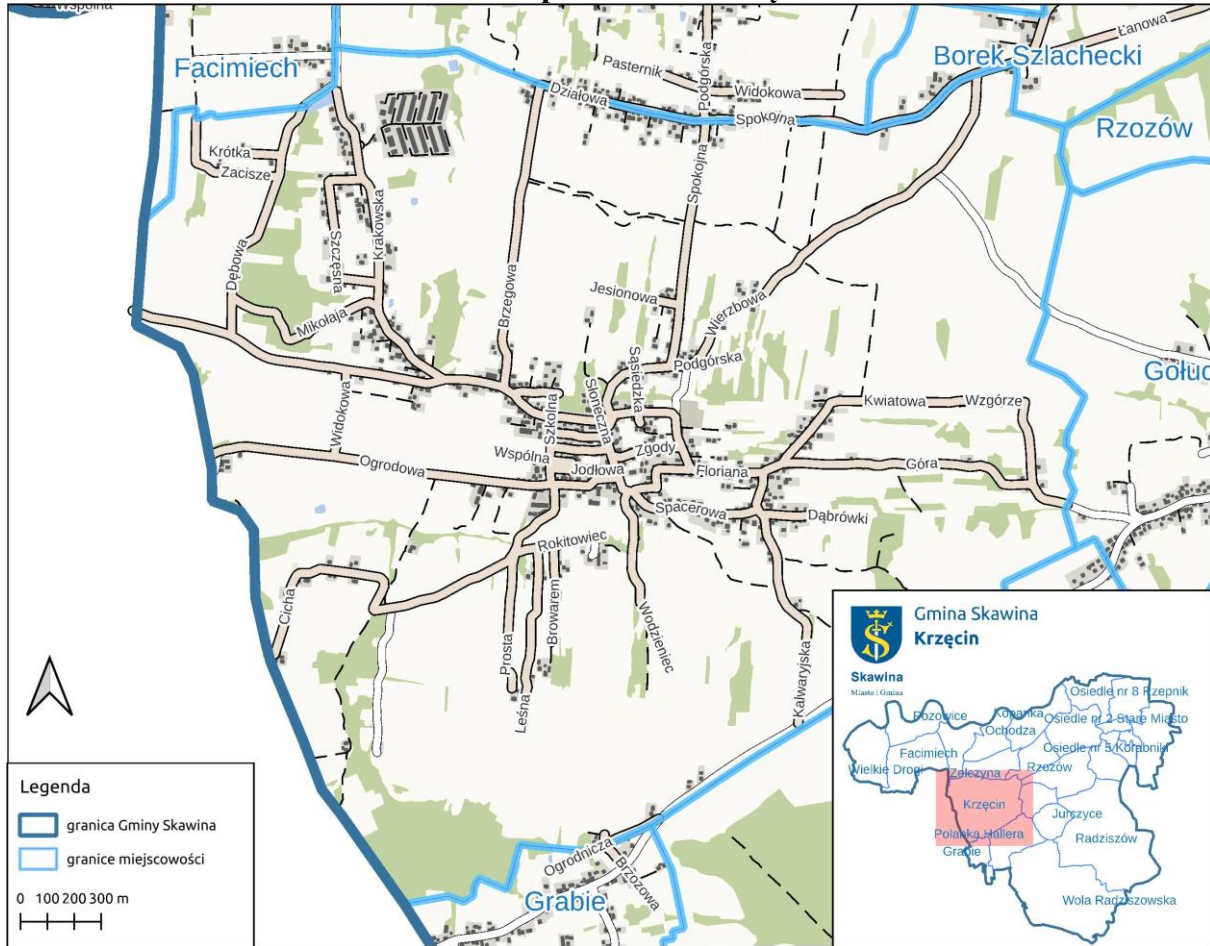 Wspólna
Łanowa
Borek Szlachecki
Facimiech
Pasternik
Podgórska
Widokowa
Działowa
Spokojna
Rzozów
Krótka
Zacisze
Spokojna
Krakowska
Szczęsna
Dębowa
Brzegowa
Jesionowa
Wierzbowa
Mikołaja
Podgórska
Sąsiedzka
Słoneczna
Widokowa
Kwiatowa
Wzgórze
Szkolna
Wspólna
Zgody
Ogrodowa
Jodłowa
Floriana
Góra
Spacerowa
Dąbrówki
Rokitowiec
Cicha
Browarem
Wodzieniec
Prosta
Leśna
Kalwaryjska
Ogrodnicza
Brzozowa
Grabie
Legenda
granica Gminy Skawina
granice miejscowości
0 100 200 300 m
Gmina Skawina
Krzęcin
Skawina
Miasto i Gmina
Osiedle nr 8 Rzepnik
Pozowice
Kopanka
Osiedle nr 2 Stare Miasto
Ochodza
Facimiech
Osiedle nr 5 Korabniki
Wielkie Drogi
Zelczyna
Rzozów
Krzęcin
Jurczyce
Polanka Hallera
Radziszów
Grabie
Wola Radziszowska